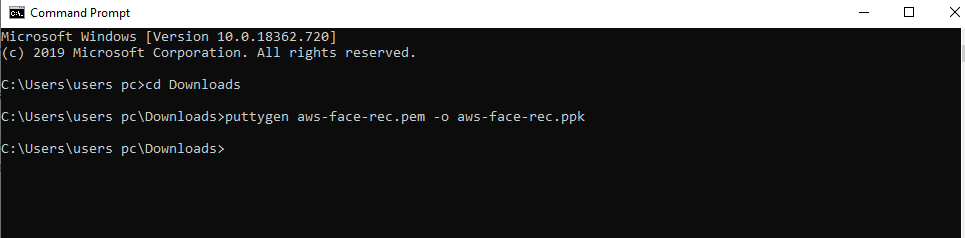 Command Prompt
Microsoft Windows [Version 10.0.18362.720]
(c) 2019 Microsoft Corporation. All rights reserved.
C:\Users\users pc>cd Downloads
C:\Users\users pc\Downloads>puttygen aws-face-rec.pem -o aws-face-rec.ppk
C:\Users\users pc\Downloads>